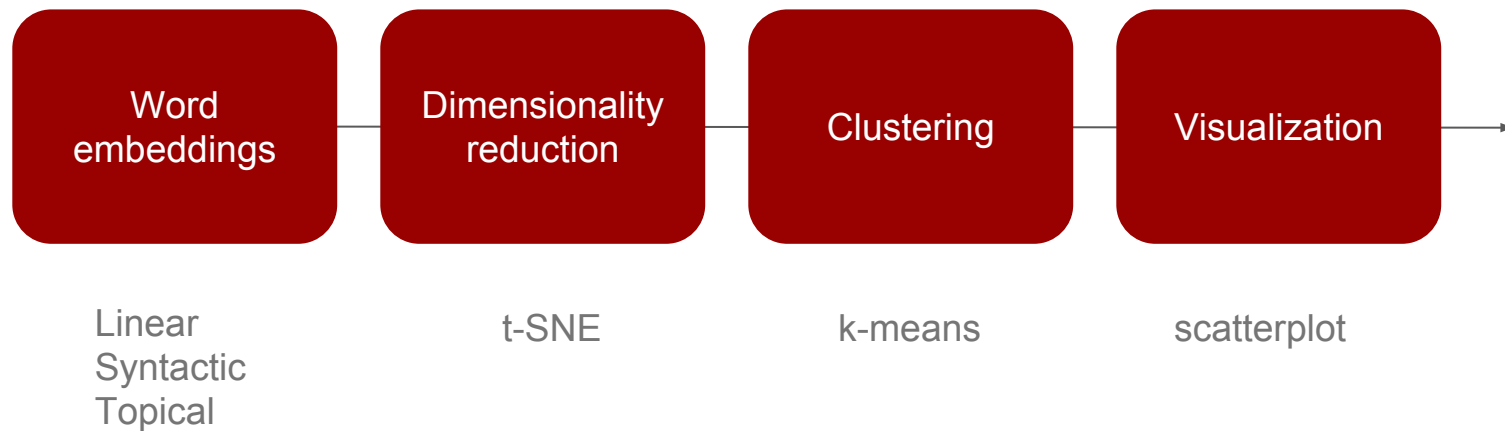 Word
embeddings
Dimensionality
reduction
Clustering
Visualization
Linear
Syntactic
Topical
t-SNE
k-means
scatterplot